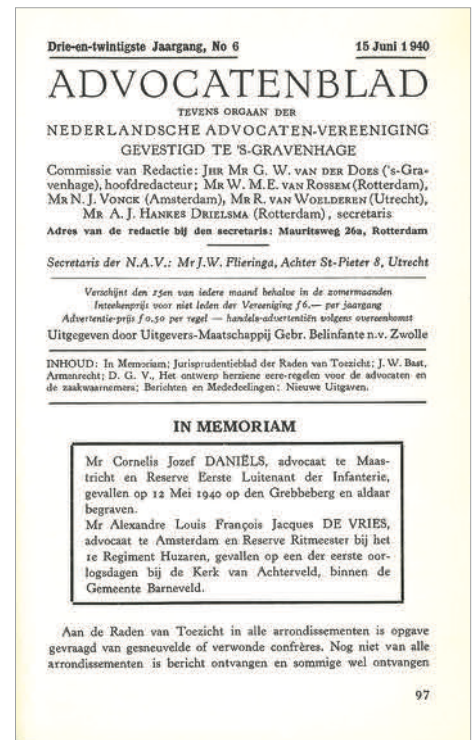 Drie-en-twintigste Jaargang, No 6 15 Juni 1940
ADVOCATENBLAD
TEVENS ORGAAN DER
NEDERLANDSCHE ADVOCATEN-VEREENIGING
GEVESTIGD TE 'S-GRAVENHAGE
Commissie van Redactie: JHR MR G. W. VAN DER DOES ('s-Gra-
venhage), hoofdredacteur; MR W. M.E. VAN ROSSEM (Rotterdam),
MR N. J. VONCK (Amsterdam), MR R. VAN WOELDEREN (Utrecht),
MR A. J. HANKES DRIELSMA (Rotterdam), secretaris
Adres van de redactie bij den secretaris: Mauritsweg 26a, Rotterdam
Secretaris der N.A.V.: Mr J.W. Flieringa, Achter St-Pieter 8, Utrecht
Verschijnt den 15en van iedere maand behalve in de zomermaanden
Inteekenprijs voor niet leden der Vereeniging f 6.— per jaargang
Advertentie-prijs f 0.50 per regel — handels-advertentiën volgens overeenkomst
Uitgegeven door Uitgevers-Maatschappij Gebr. Belinfante n.v. Zwolle
INHOUD: In Memoriam; Jurisprudentieblad der Raden van Toezicht; J. W. Bast,
Armenrecht; D. G. V., Het ontwerp herziene eere-regelen voor de advocaten en
de zaakwaarnemers; Berichten en Mededeelingen; Nieuwe Uitgaven.
IN MEMORIAM
Mr Cornelis Jozef DANIËLS, advocaat te Maas-
tricht en Reserve Eerste Luitenant der Infanterie,
gevallen op 12 Mei 1940 op den Grebbeberg en aldaar
begraven.
Mr Alexandre Louis François Jacques DE VRIES,
advocaat te Amsterdam en Reserve Ritmeester bij het
1e Regiment Huzaren, gevallen op een der eerste oor-
logsdagen bij de Kerk van Achterveld, binnen de
Gemeente Barneveld.
Aan de Raden van Toezicht in alle arrondissementen is opgave
gevraagd van gesneuvelde of verwonde confrères. Nog niet van alle
arrondissementen is bericht ontvangen en sommige wel ontvangen
97